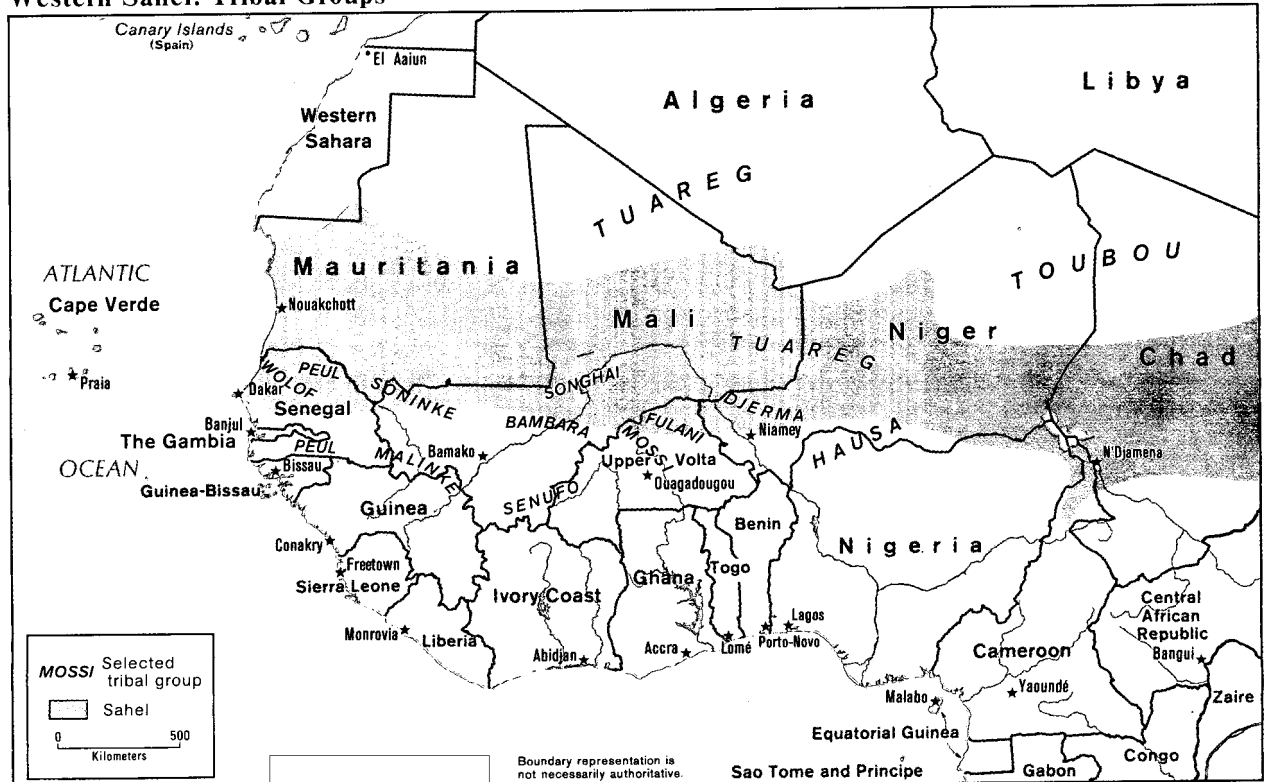 Western Sahel: Tribal Groups
Canary Islands
(Spain)
El Aaiun
Western
Sahara
Algeria
Libya
TUAREG
TOUBOU
ATLANTIC
Cape Verde
Mauritania
Nouakchott
Mali
Niger
TUAREG
Chad
Praia
Dakar
WOLOF
PEUL
Senegal
SONINKE
SONGHAI
BAMBARA
FULANI
DJERMA
Niamey
HAUSA
Banjul
The Gambia
PEUL
MALINKE
Bamako
MOSSI
Upper Volta
Ouagadougou
N'Djamena
OCEAN
Bissau
Guinea-Bissau
Guinea
SENUFO
Benin
Nigeria
Conakry
Freetown
Sierra Leone
Ivory Coast
Ghana
Togo
Central
African
Republic
Bangui
Monrovia
Liberia
Abidjan
Accra
Lomé
Porto-Novo
Lagos
Cameroon
Yaoundé
Malabo
Zaire
Equatorial Guinea
Congo
Gabon
Sao Tome and Principe
MOSSI Selected
tribal group
Sahel
0 500
Kilometers
Boundary representation is
not necessarily authoritative.